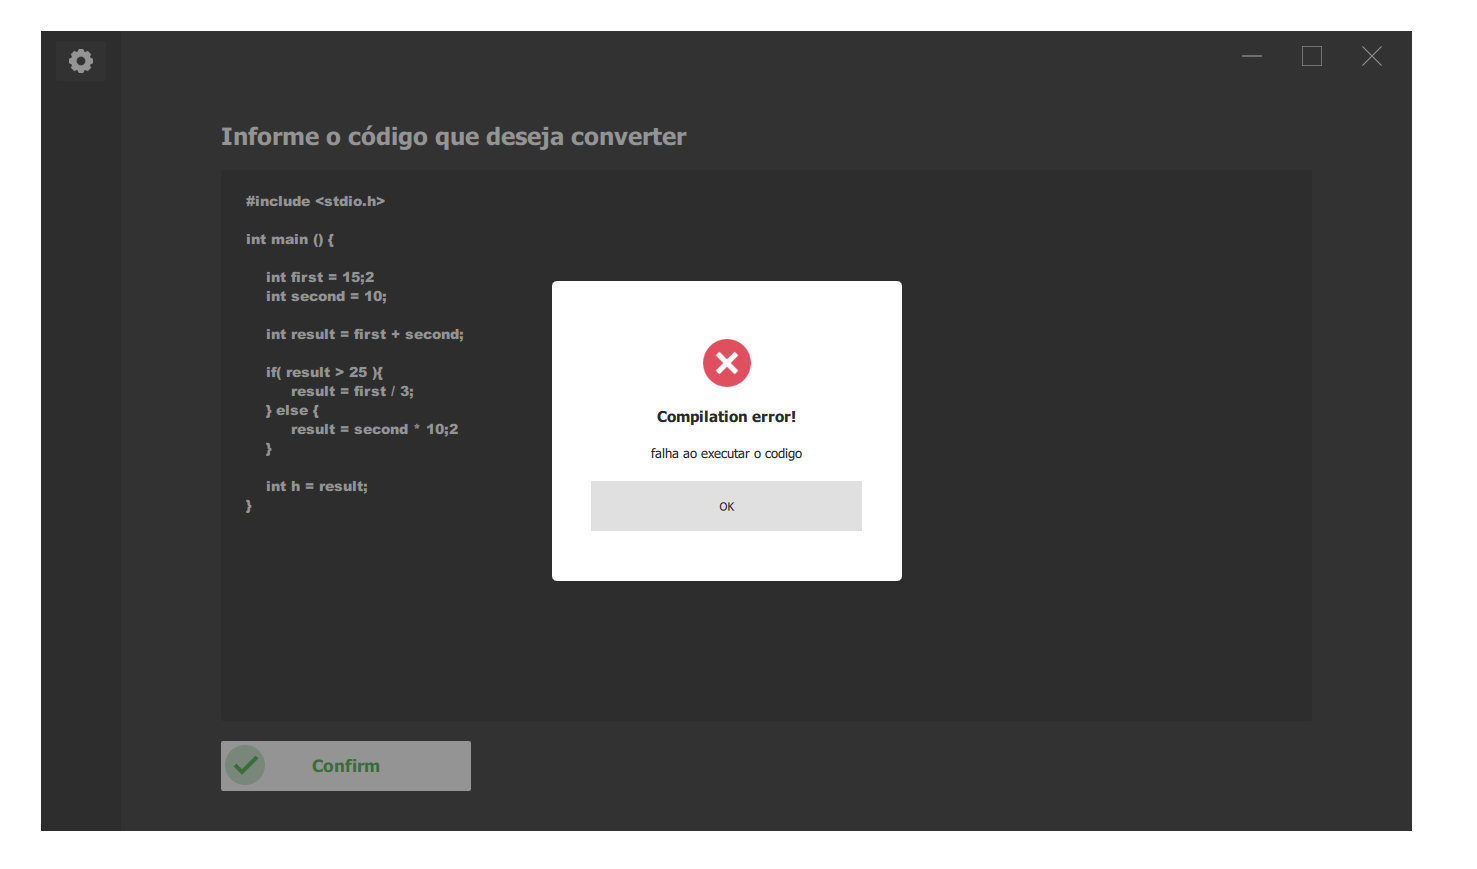 Informe o código que deseja converter
#include <stdio.h>
int main () {
int first = 15;2
int second = 10;
int result = first + second;
if( result > 25 ){
result = first / 3;
} else {
result = second * 10;2
}
int h = result;
}
Compilation error!
falha ao executar o codigo
OK
Confirm